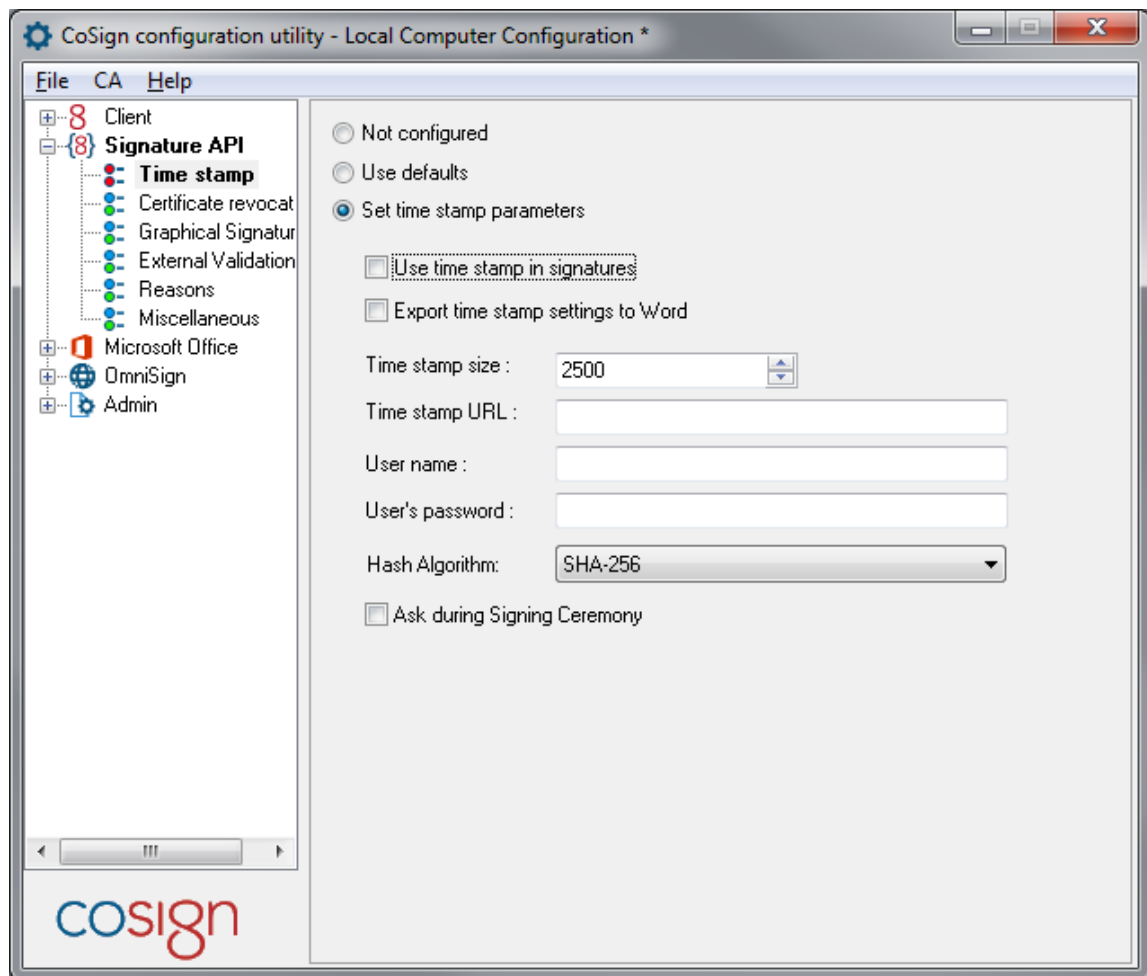 CoSign configuration utility - Local Computer Configuration *
File CA Help
Client
{8} Signature API
Time stamp
Certificate revocat
Graphical Signatur
External Validation
Reasons
Miscellaneous
Microsoft Office
OmniSign
Admin
cosign
Not configured
Use defaults
Set time stamp parameters
Use time stamp in signatures
Export time stamp settings to Word
Time stamp size : 2500
Time stamp URL :
User name :
User's password :
Hash Algorithm: SHA-256
Ask during Signing Ceremony